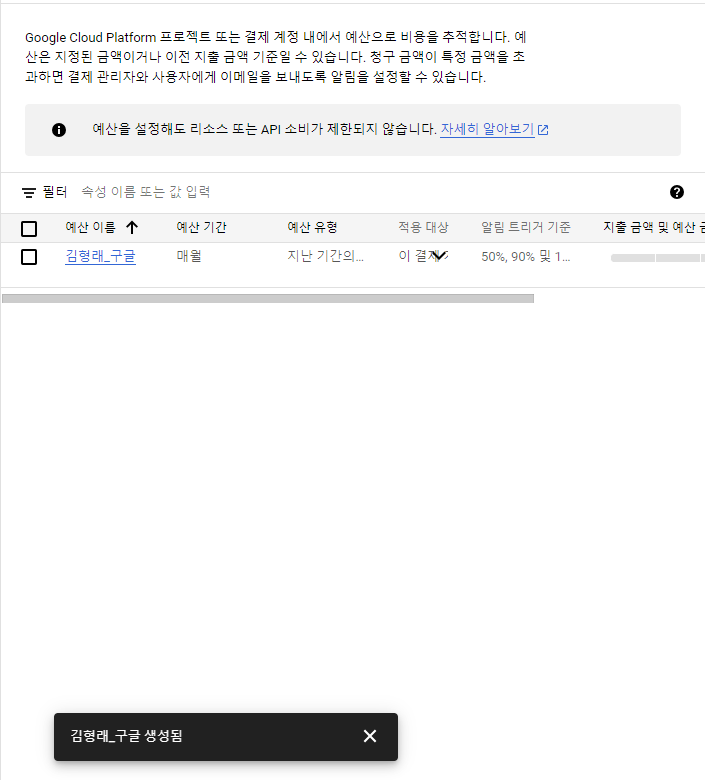 Google Cloud Platform 프로젝트 또는 결제 계정 내에서 예산으로 비용을 추적합니다. 예
산은 지정된 금액이거나 이전 지출 금액 기준일 수 있습니다. 청구 금액이 특정 금액을 초
과하면 결제 관리자와 사용자에게 이메일을 보내도록 알림을 설정할 수 있습니다.
예산을 설정해도 리소스 또는 API 소비가 제한되지 않습니다. 자세히 알아보기
필터 속성 이름 또는 값 입력
예산 이름 예산 기간 예산 유형 적용 대상 알림 트리거 기준 지출 금액 및 예산
김형래_구글 매월 지난 기간의... 이 50%, 90% 및 1...
김형래_구글 생성됨